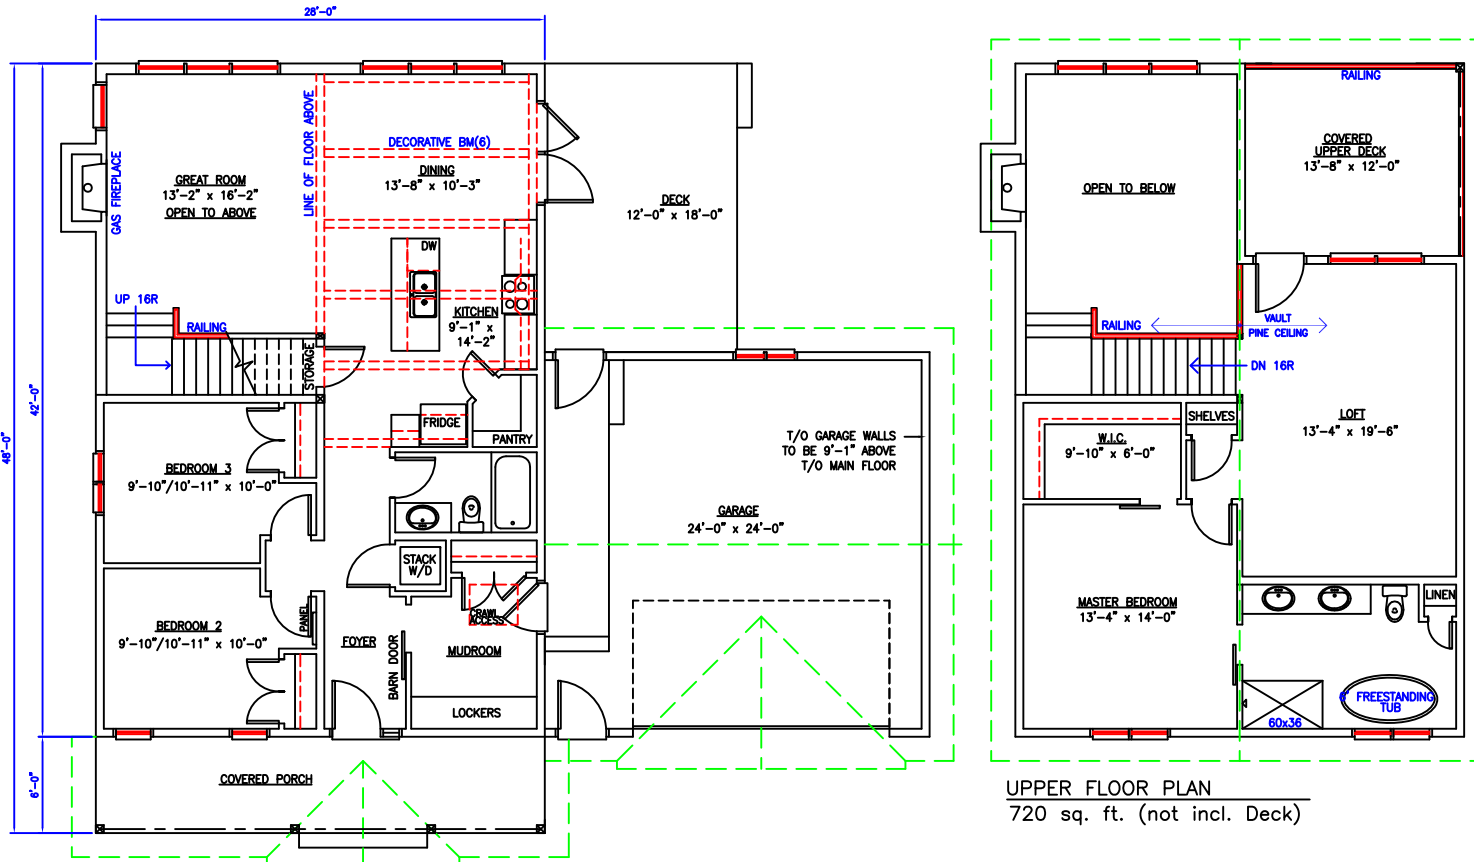 28'-0"
48'-0"
42'-0"
6'-0"
GAS FIREPLACE
GREAT ROOM
13'-2" x 16'-2"
OPEN TO ABOVE
LINE OF FLOOR ABOVE
DECORATIVE BM(6)
DINING
13'-8" x 10'-3"
DECK
12'-0" x 18'-0"
DW
KITCHEN
9'-1" x
14'-2"
UP 16R
RAILING
STORAGE
FRIDGE
PANTRY
T/O GARAGE WALLS
TO BE 9'-1" ABOVE
T/O MAIN FLOOR
BEDROOM 3
9'-10"/10'-11" x 10'-0"
GARAGE
24'-0" x 24'-0"
STACK
W/D
CRAWL
ACCESS
BEDROOM 2
9'-10"/10'-11" x 10'-0"
PANEL
FOYER
BARN DOOR
MUDROOM
LOCKERS
COVERED PORCH
RAILING
COVERED
UPPER DECK
13'-8" x 12'-0"
OPEN TO BELOW
RAILING
VAULT
PINE CEILING
DN 16R
SHELVES
LOFT
13'-4" x 19'-6"
W.I.C.
9'-10" x 6'-0"
MASTER BEDROOM
13'-4" x 14'-0"
LINEN
FREESTANDING
TUB
60x36
UPPER FLOOR PLAN
720 sq. ft. (not incl. Deck)